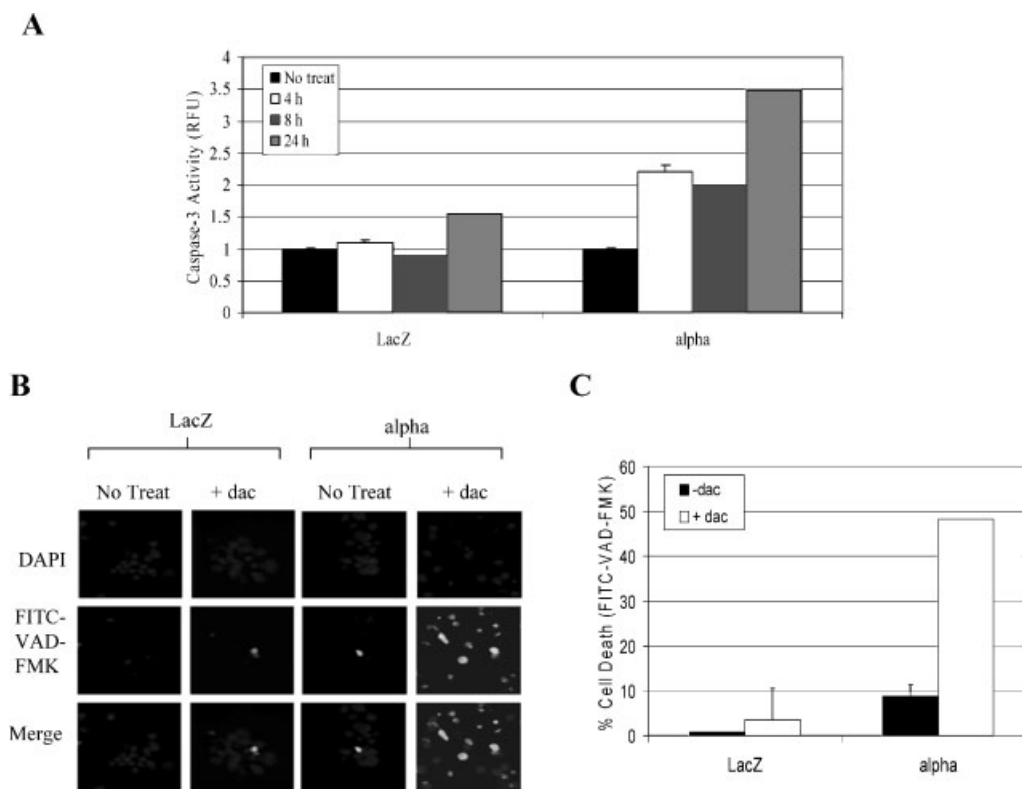 A
Caspase-3 Activity (RFU)
4
3.5
3
2.5
2
1.5
1
0.5
0
No treat
4 h
8 h
24 h
LacZ
alpha
B
LacZ
alpha
No Treat
+ dac
No Treat
+ dac
DAPI
FITC-
VAD-
FMK
Merge
C
% Cell Death (FITC-VAD-FMK)
60
50
40
30
20
10
0
-dac
+ dac
LacZ
alpha